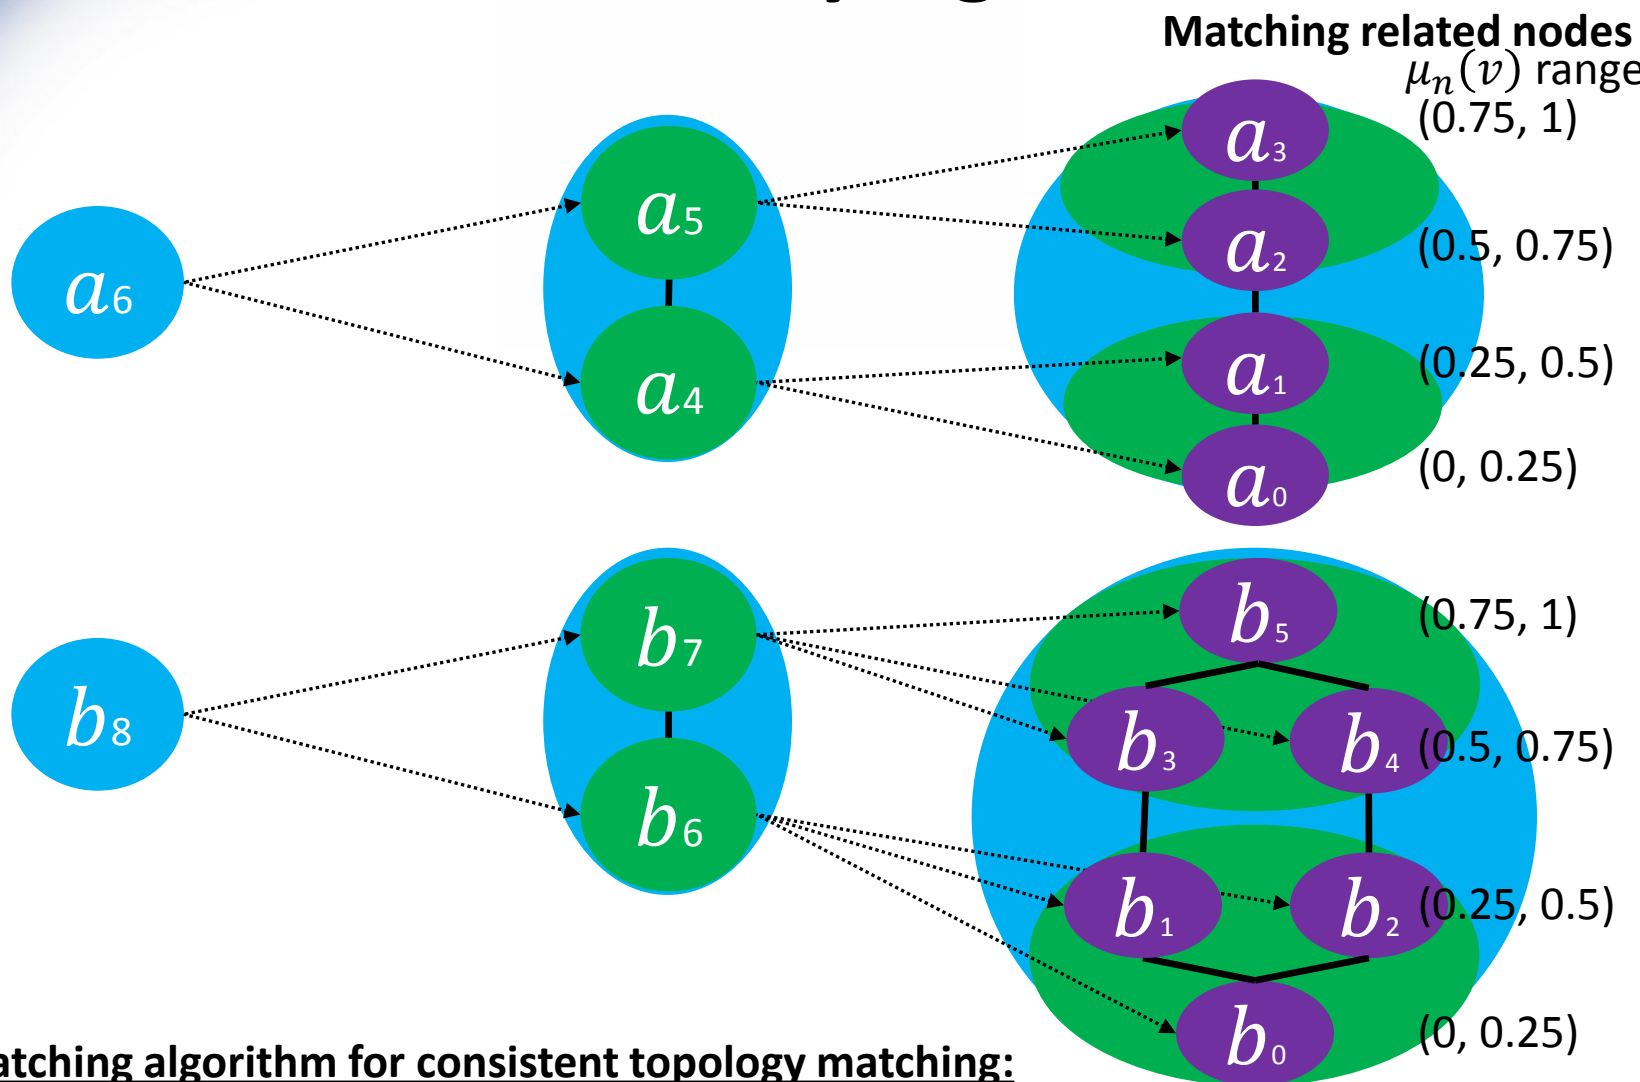 Matching related nodes
μₙ(v) range
a₃ (0.75, 1)
a₅
a₂ (0.5, 0.75)
a₆
a₁ (0.25, 0.5)
a₄
a₀ (0, 0.25)
b₅ (0.75, 1)
b₇
b₈
b₃ b₄ (0.5, 0.75)
b₆
b₁ b₂ (0.25, 0.5)
b₀ (0, 0.25)
atching algorithm for consistent topology matching: